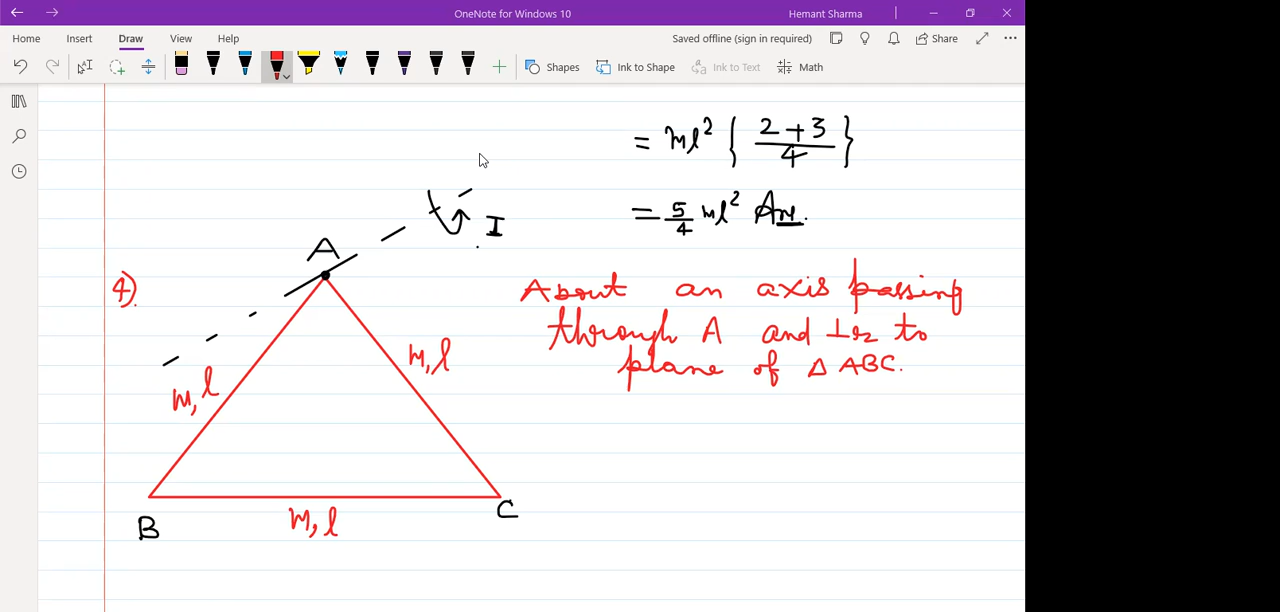 OneNote for Windows 10
Hemant Sharma
Home Insert Draw View Help
Saved offline (sign in required)
Share
Shapes
Ink to Shape
Ink to Text
Math
= ml² { 2+3 / 4 }
= 5/4 ml² Ans.
I
A
4).
About an axis passing
through A and ⊥r to
plane of Δ ABC.
m, l
m, l
B
C
M, l